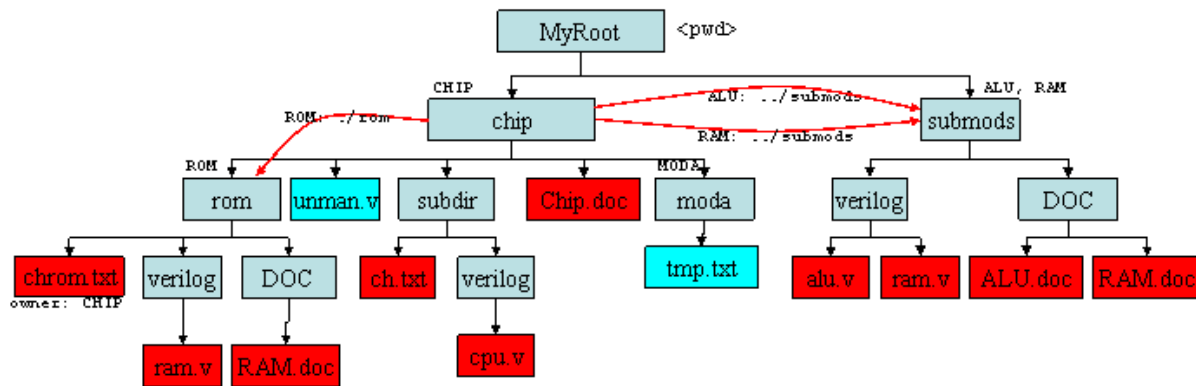 MyRoot
<pwd>
CHIP
ALU, RAM
ALU: ../submods
ROM: ./rom
chip
submods
RAM: ../submods
ROM
MODA
rom
unman.v
subdir
Chip.doc
moda
verilog
DOC
chrom.txt
verilog
DOC
ch.txt
verilog
tmp.txt
alu.v
ram.v
ALU.doc
RAM.doc
owner: CHIP
ram.v
RAM.doc
cpu.v